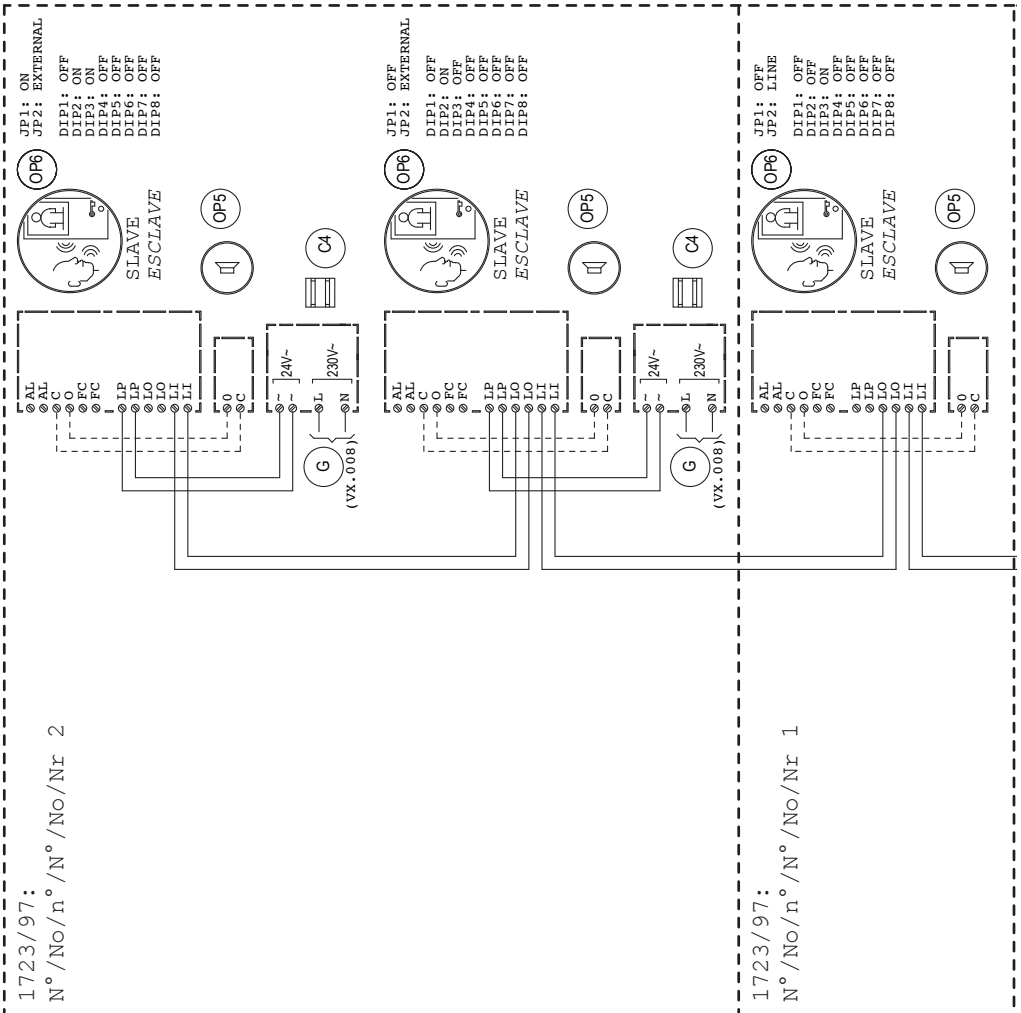 1723/97:
N°/No/n°/N°/No/Nr 2
AL
AL
C
O
FC
FC
LP
LP
LO
LO
LI
LI
OP6
JP1: ON
JP2: EXTERNAL
DIP1: OFF
DIP2: ON
DIP3: ON
DIP4: OFF
DIP5: OFF
DIP6: OFF
DIP7: OFF
DIP8: OFF
SLAVE
ESCLAVE
O
C
OP5
~
~
24V~
L
N
230V~
C4
G
(VX.008)
AL
AL
C
O
FC
FC
LP
LP
LO
LO
LI
LI
OP6
JP1: OFF
JP2: EXTERNAL
DIP1: OFF
DIP2: ON
DIP3: OFF
DIP4: OFF
DIP5: OFF
DIP6: OFF
DIP7: OFF
DIP8: OFF
SLAVE
ESCLAVE
O
C
OP5
~
~
24V~
L
N
230V~
C4
G
(VX.008)
1723/97:
N°/No/n°/N°/No/Nr 1
AL
AL
C
O
FC
FC
LP
LP
LO
LO
LI
LI
OP6
JP1: OFF
JP2: LINE
DIP1: OFF
DIP2: OFF
DIP3: ON
DIP4: OFF
DIP5: OFF
DIP6: OFF
DIP7: OFF
DIP8: OFF
SLAVE
ESCLAVE
O
C
OP5